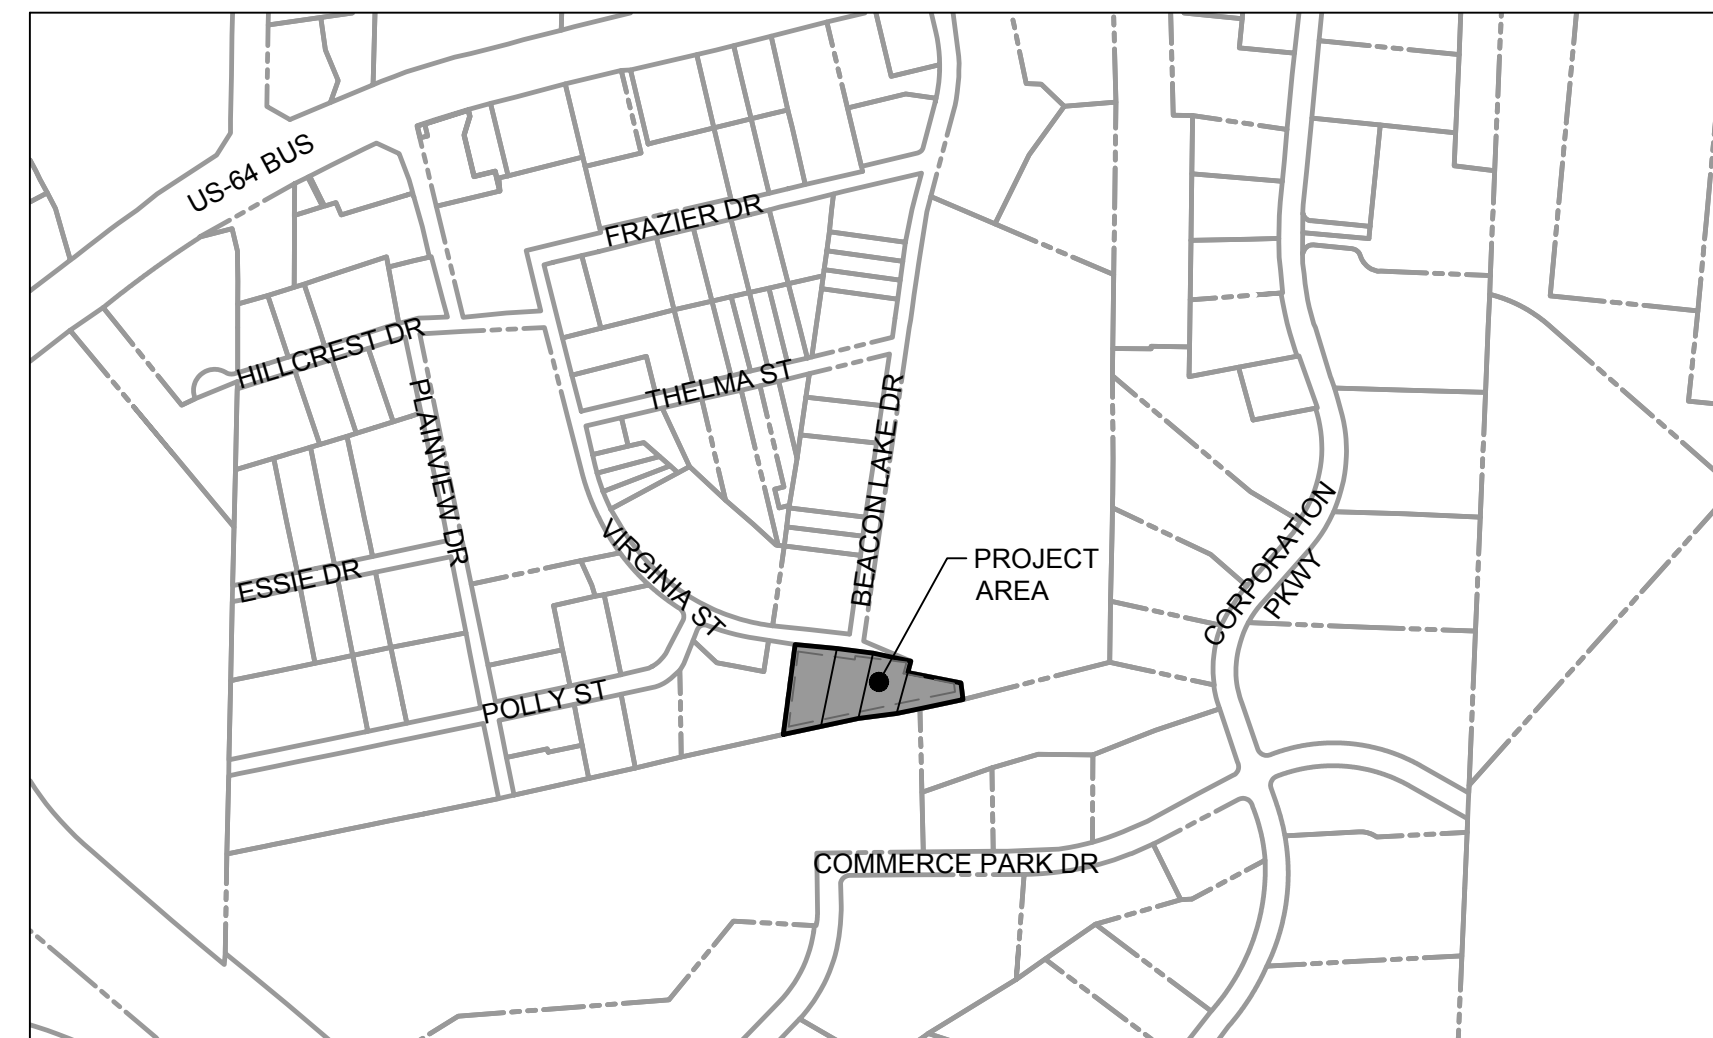 US-64 BUS
FRAZIER DR
HILLCREST DR
THELMA ST
PLAINVIEW DR
BEACON LAKE DR
CORPORATION
PKWY
VIRGINIA ST
PROJECT
AREA
ESSIE DR
POLLY ST
COMMERCE PARK DR